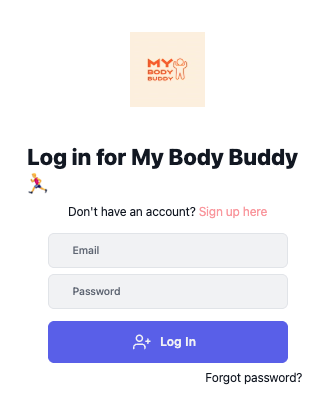 MY
BODY
BUDDY
Log in for My Body Buddy
🏃‍♂️
Don't have an account? Sign up here
Email
Password
Log In
Forgot password?